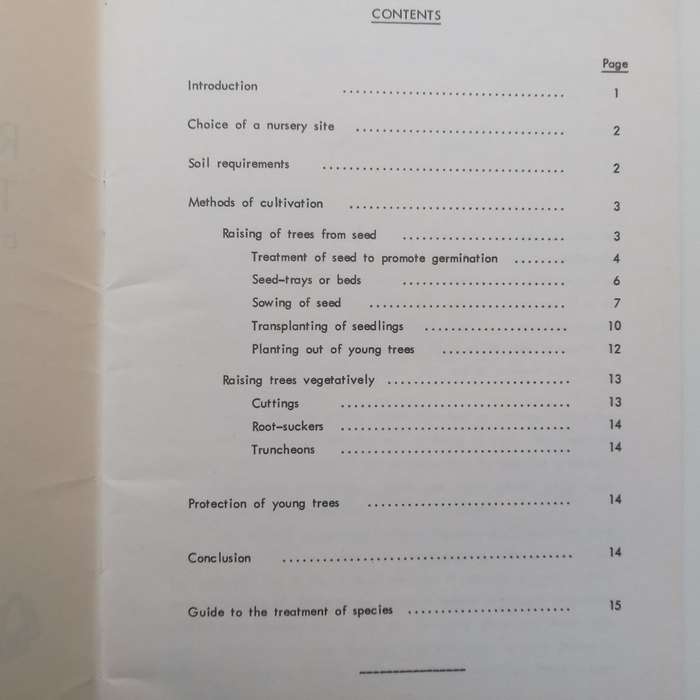 CONTENTS
Page
Introduction ................................. 1
Choice of a nursery site ............................... 2
Soil requirements .................................... 2
Methods of cultivation ................................ 3
Raising of trees from seed ........................ 3
Treatment of seed to promote germination ........ 4
Seed-trays or beds ........................ 6
Sowing of seed ............................. 7
Transplanting of seedlings ..................... 10
Planting out of young trees .................. 12
Raising trees vegetatively ........................... 13
Cuttings .................................. 13
Root-suckers .................................. 14
Truncheons .................................. 14
Protection of young trees .............................. 14
Conclusion ........................................... 14
Guide to the treatment of species ........................ 15